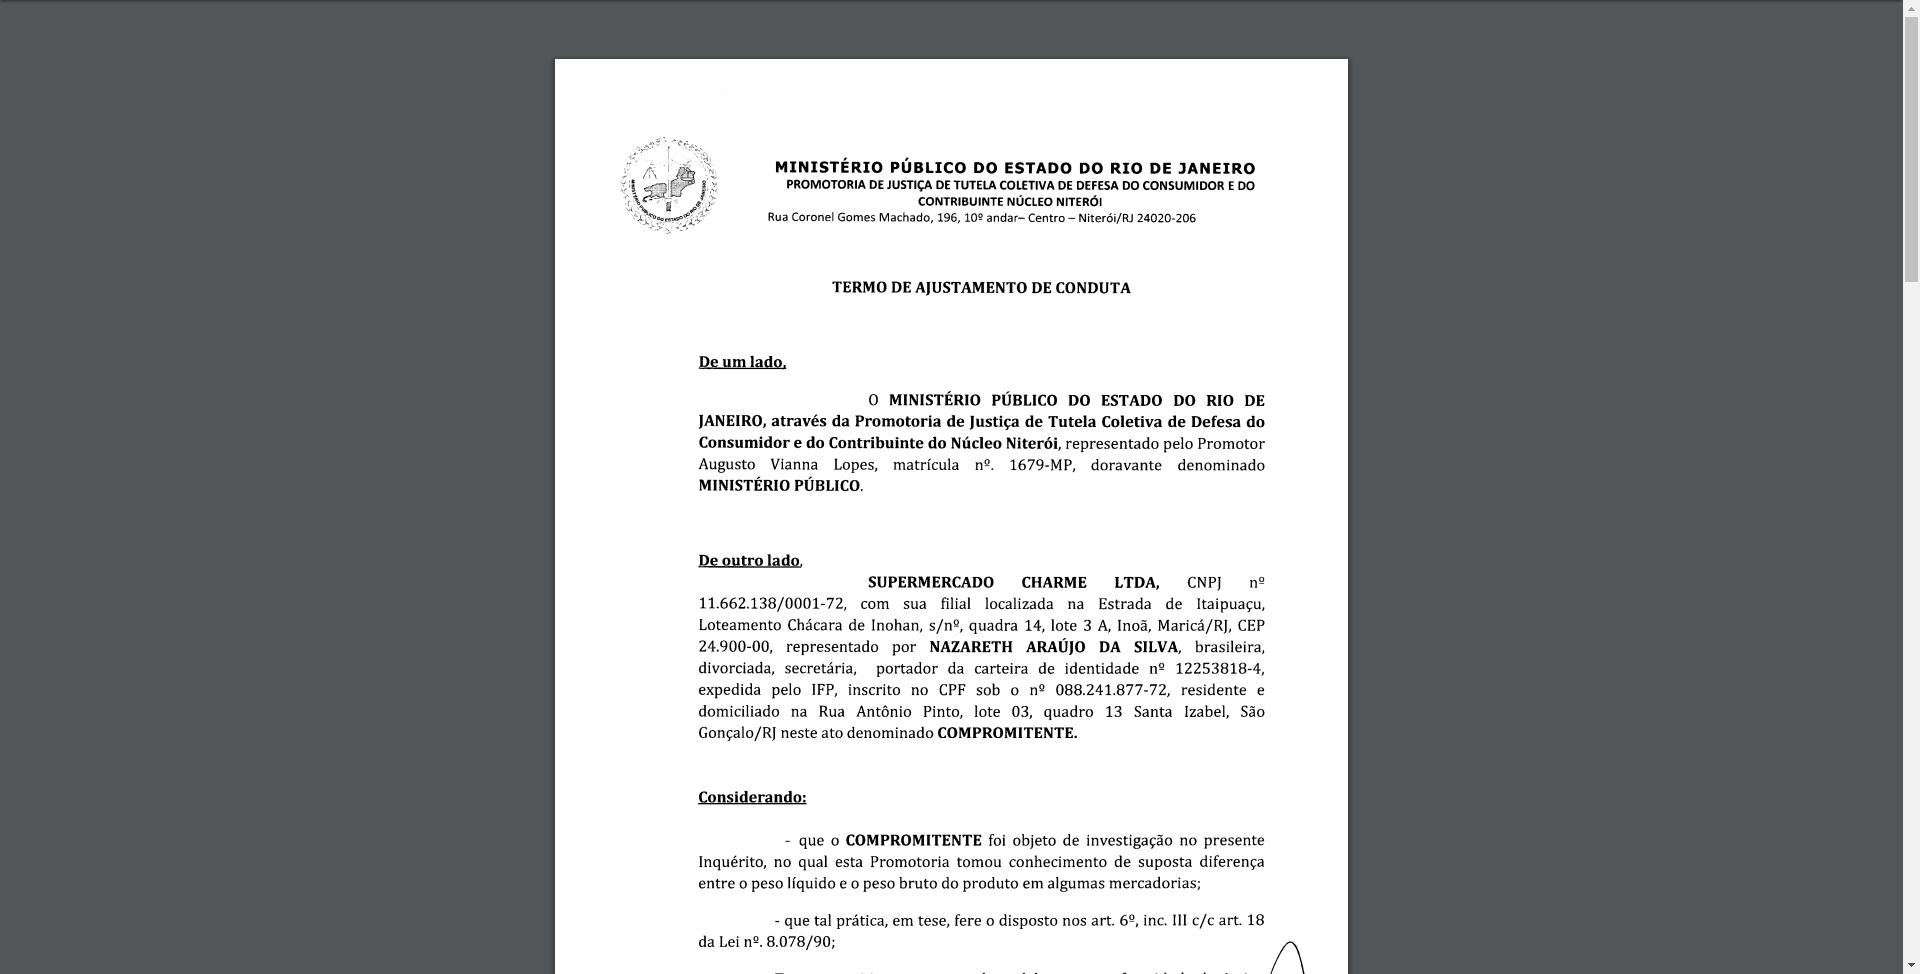 MINISTÉRIO PÚBLICO DO ESTADO DO RIO DE JANEIRO
MINISTÉRIO PÚBLICO DO ESTADO DO RIO DE JANEIRO
PROMOTORIA DE JUSTIÇA DE TUTELA COLETIVA DE DEFESA DO CONSUMIDOR E DO
CONTRIBUINTE NÚCLEO NITERÓI
Rua Coronel Gomes Machado, 196, 10º andar– Centro – Niterói/RJ 24020-206
TERMO DE AJUSTAMENTO DE CONDUTA
De um lado,
O MINISTÉRIO PÚBLICO DO ESTADO DO RIO DE
JANEIRO, através da Promotoria de Justiça de Tutela Coletiva de Defesa do
Consumidor e do Contribuinte do Núcleo Niterói, representado pelo Promotor
Augusto Vianna Lopes, matrícula nº. 1679-MP, doravante denominado
MINISTÉRIO PÚBLICO.
De outro lado,
SUPERMERCADO CHARME LTDA, CNPJ nº
11.662.138/0001-72, com sua filial localizada na Estrada de Itaipuaçu,
Loteamento Chácara de Inohan, s/nº, quadra 14, lote 3 A, Inoã, Maricá/RJ, CEP
24.900-00, representado por NAZARETH ARAÚJO DA SILVA, brasileira,
divorciada, secretária, portador da carteira de identidade nº 12253818-4,
expedida pelo IFP, inscrito no CPF sob o nº 088.241.877-72, residente e
domiciliado na Rua Antônio Pinto, lote 03, quadro 13 Santa Izabel, São
Gonçalo/RJ neste ato denominado COMPROMITENTE.
Considerando:
- que o COMPROMITENTE foi objeto de investigação no presente
Inquérito, no qual esta Promotoria tomou conhecimento de suposta diferença
entre o peso líquido e o peso bruto do produto em algumas mercadorias;
- que tal prática, em tese, fere o disposto nos art. 6º, inc. III c/c art. 18
da Lei nº. 8.078/90;